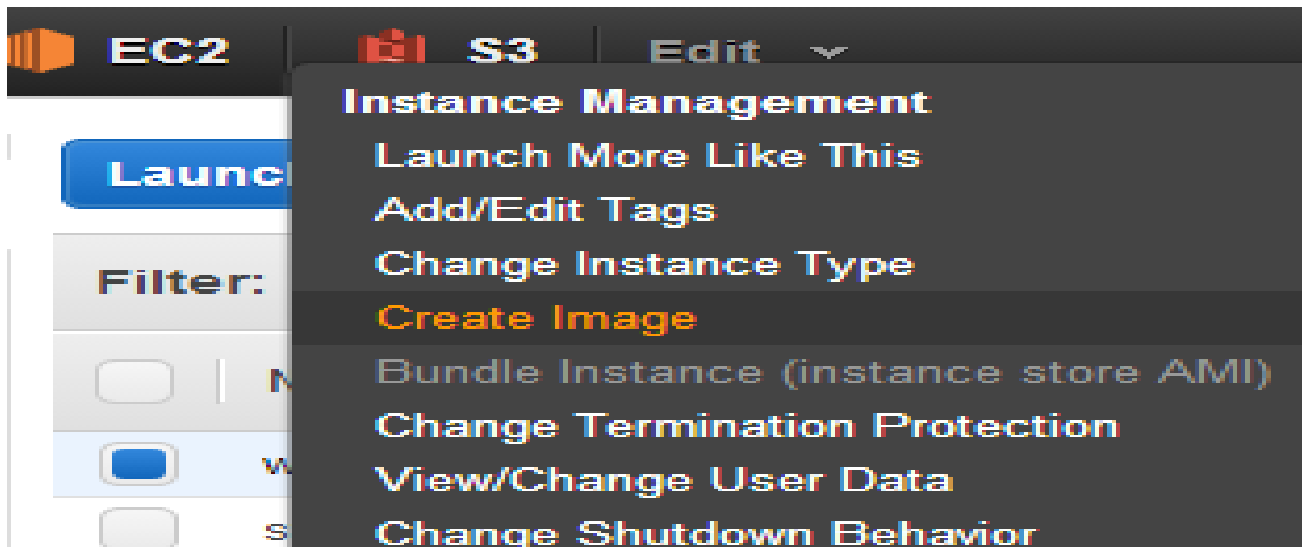 EC2 S3 Edit
Instance Management
Launch More Like This
Add/Edit Tags
Change Instance Type
Filter:
Create Image
Bundle Instance (instance store AMI)
Change Termination Protection
View/Change User Data
Change Shutdown Behavior